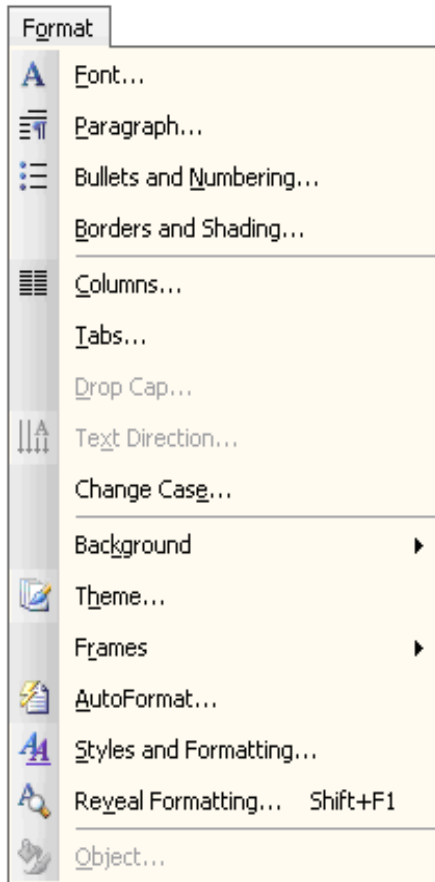 Format
Font...
Paragraph...
Bullets and Numbering...
Borders and Shading...
Columns...
Tabs...
Drop Cap...
Text Direction...
Change Case...
Background
Theme...
Frames
AutoFormat...
Styles and Formatting...
Reveal Formatting... Shift+F1
Object...